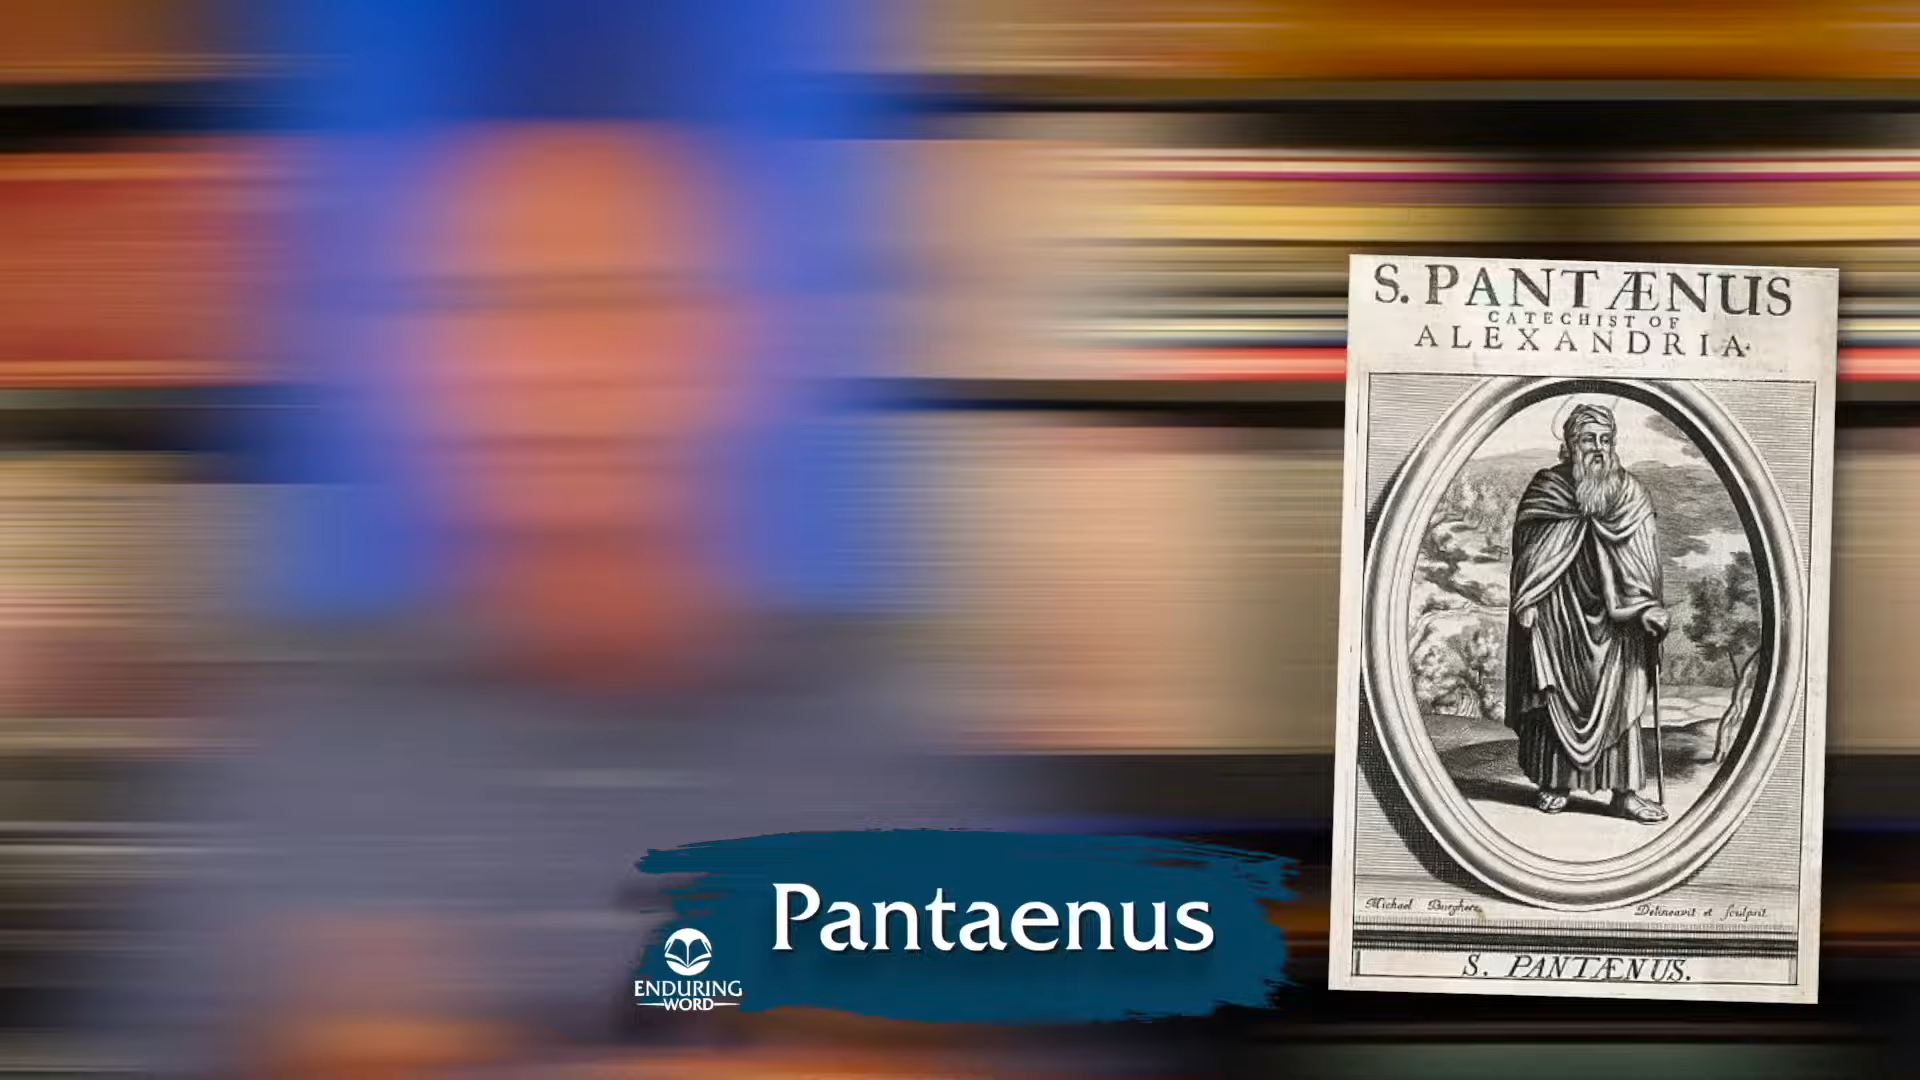 S. PANTÆNUS
CATECHIST OF
ALEXANDRIA.
Michael Burghers
Delineavit et sculpsit
S. PANTÆNUS.
Pantaenus
ENDURING
WORD